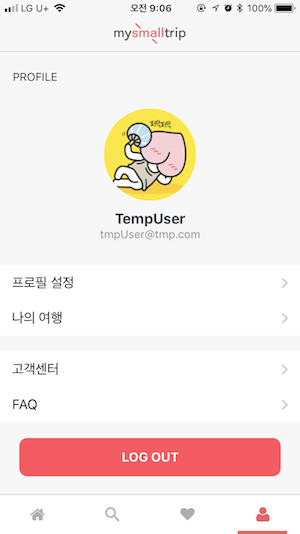 LG U+
오전 9:06
100%
mysmalltrip
PROFILE
TempUser
tmpUser@tmp.com
프로필 설정
나의 여행
고객센터
FAQ
LOG OUT